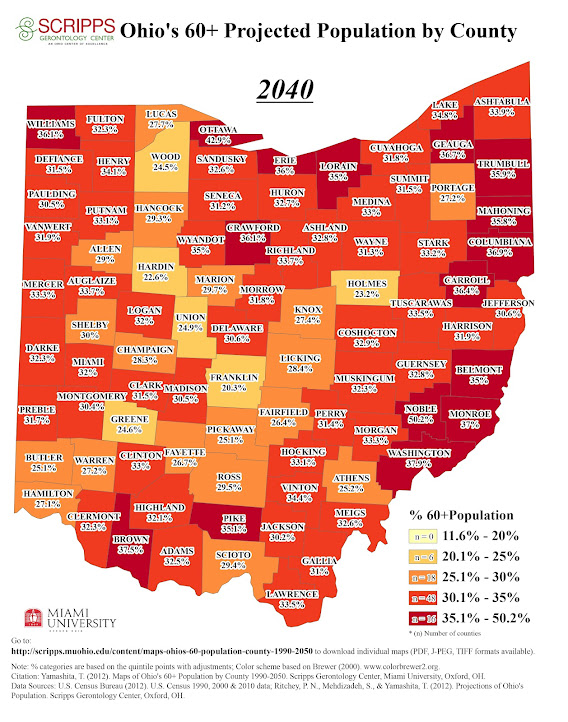 SCRIPPS
GERONTOLOGY CENTER
AN OHIO CENTER OF EXCELLENCE
Ohio's 60+ Projected Population by County
2040
WILLIAMS
36.1%
FULTON
32.3%
LUCAS
27.7%
OTTAWA
42.9%
LAKE
34.8%
ASHTABULA
33.9%
DEFIANCE
31.5%
HENRY
34.1%
WOOD
24.5%
SANDUSKY
32.6%
ERIE
36%
LORAIN
35%
CUYAHOGA
31.8%
GEAUGA
36.7%
TRUMBULL
35.9%
PAULDING
30.5%
PUTNAM
33.1%
HANCOCK
29.3%
SENECA
31.2%
HURON
32.7%
MEDINA
33%
SUMMIT
31.5%
PORTAGE
27.2%
MAHONING
35.8%
VANWERT
31.9%
ALLEN
29%
WYANDOT
35%
CRAWFORD
36.1%
RICHLAND
33.7%
ASHLAND
32.8%
WAYNE
31.3%
STARK
33.2%
COLUMBIANA
36.9%
MERCER
33.3%
AUGLAIZE
33.7%
HARDIN
22.6%
MARION
29.7%
MORROW
31.8%
HOLMES
23.2%
TUSCARAWAS
33.5%
CARROLL
36.4%
JEFFERSON
30.6%
SHELBY
30%
LOGAN
32%
UNION
24.9%
DELAWARE
30.6%
KNOX
27.4%
COSHOCTON
32.9%
HARRISON
31.9%
DARKE
32.3%
MIAMI
32%
CHAMPAIGN
28.3%
FRANKLIN
20.3%
LICKING
28.4%
MUSKINGUM
32.3%
GUERNSEY
32.8%
BELMONT
35%
PREBLE
31.7%
MONTGOMERY
30.4%
CLARK
31.5%
MADISON
30.5%
GREENE
24.6%
PICKAWAY
25.1%
FAIRFIELD
26.4%
PERRY
31.4%
MORGAN
33.3%
NOBLE
50.2%
MONROE
37%
BUTLER
25.1%
WARREN
27.2%
CLINTON
33%
FAYETTE
26.7%
HOCKING
33.1%
WASHINGTON
37.9%
HAMILTON
27.1%
ROSS
29.5%
VINTON
34.4%
ATHENS
25.2%
CLERMONT
32.3%
BROWN
37.5%
HIGHLAND
32.1%
ADAMS
32.5%
PIKE
35.1%
JACKSON
30.2%
MEIGS
32.6%
SCIOTO
29.4%
GALLIA
31%
LAWRENCE
33.5%
% 60+Population
n = 0 11.6% - 20%
n = 6 20.1% - 25%
n = 18 25.1% - 30%
n = 48 30.1% - 35%
n = 16 35.1% - 50.2%
* (n) Number of counties
MIAMI
UNIVERSITY
Go to:
http://scripps.muohio.edu/content/maps-ohios-60-population-county-1990-2050 to download individual maps (PDF, J-PEG, TIFF formats available).
Note: % categories are based on the quintile points with adjustments; Color scheme based on Brewer (2000). www.colorbrewer2.org.
Citation: Yamashita, T. (2012). Maps of Ohio's 60+ Population by County 1990-2050. Scripps Gerontology Center, Miami University, Oxford, OH.
Data Sources: U.S. Census Bureau (2012). U.S. Census 1990, 2000 & 2010 data; Ritchey, P. N., Mehdizadeh, S., & Yamashita, T. (2012). Projections of Ohio's
Population. Scripps Gerontology Center, Oxford, OH.